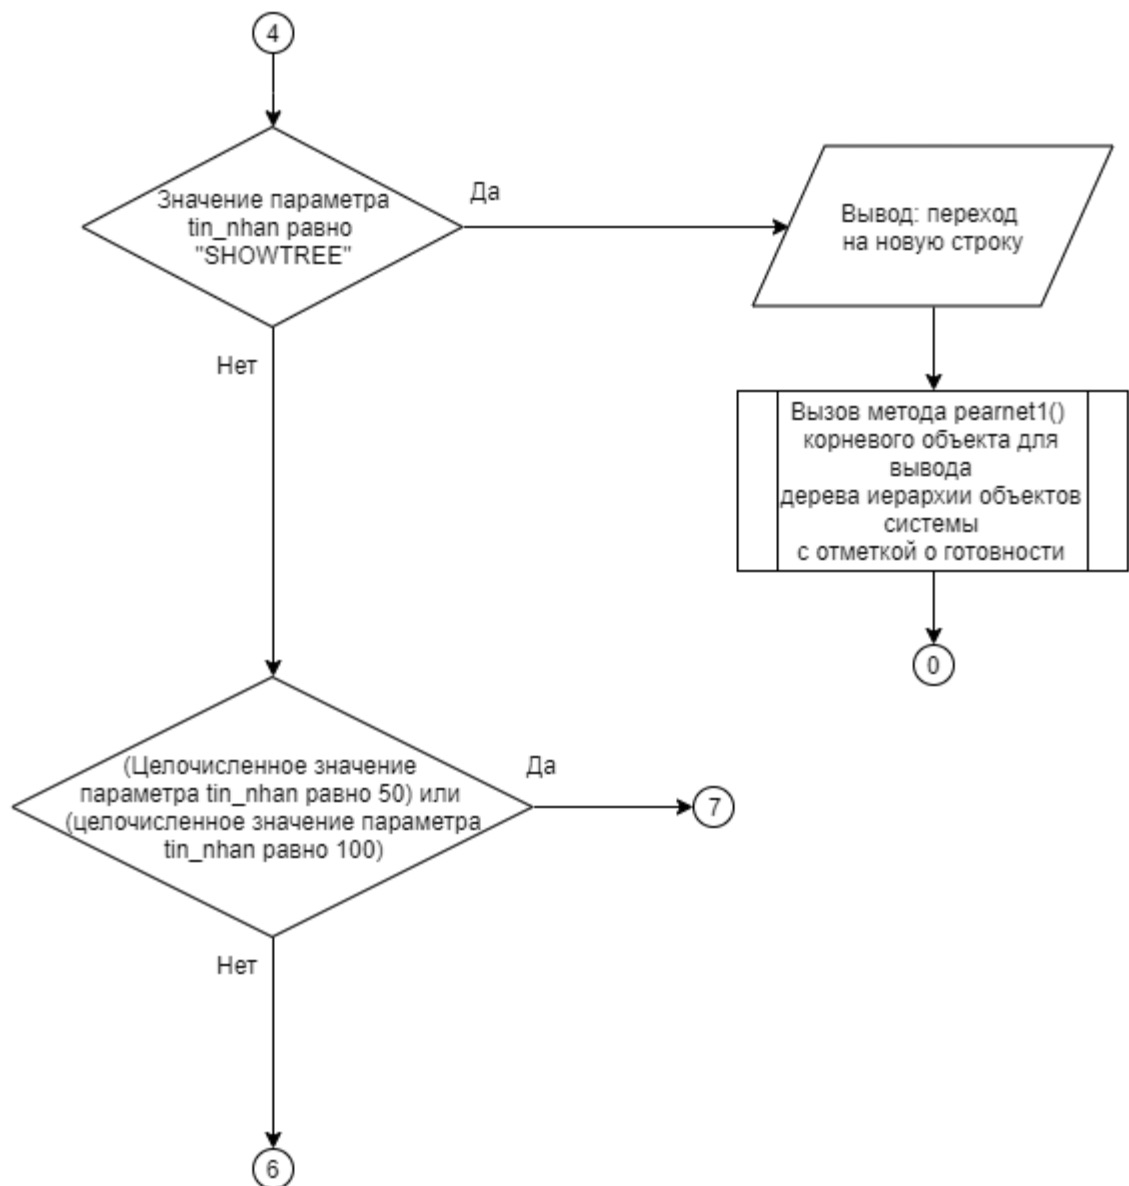 4
Значение параметра
tin_nhan равно
"SHOWTREE"
Да
Вывод: переход
на новую строку
Нет
Вызов метода pearnet1()
корневого объекта для
вывода
дерева иерархии объектов
системы
с отметкой о готовности
0
(Целочисленное значение
параметра tin_nhan равно 50) или
(целочисленное значение параметра
tin_nhan равно 100)
Да
7
Нет
6